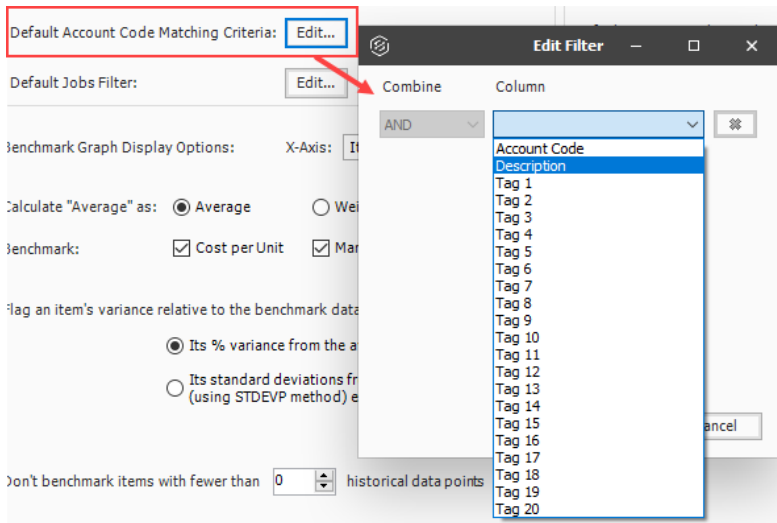 Default Account Code Matching Criteria: Edit...
Default Jobs Filter: Edit...
Benchmark Graph Display Options: X-Axis:
Calculate "Average" as: Average
Benchmark: Cost per Unit
Flag an item's variance relative to the benchmark data
Its % variance from the
Its standard deviations
(using STDEVP method)
Don't benchmark items with fewer than 0 historical data points
Edit Filter
Combine Column
AND
Account Code
Description
Tag 1
Tag 2
Tag 3
Tag 4
Tag 5
Tag 6
Tag 7
Tag 8
Tag 9
Tag 10
Tag 11
Tag 12
Tag 13
Tag 14
Tag 15
Tag 16
Tag 17
Tag 18
Tag 19
Tag 20
ancel